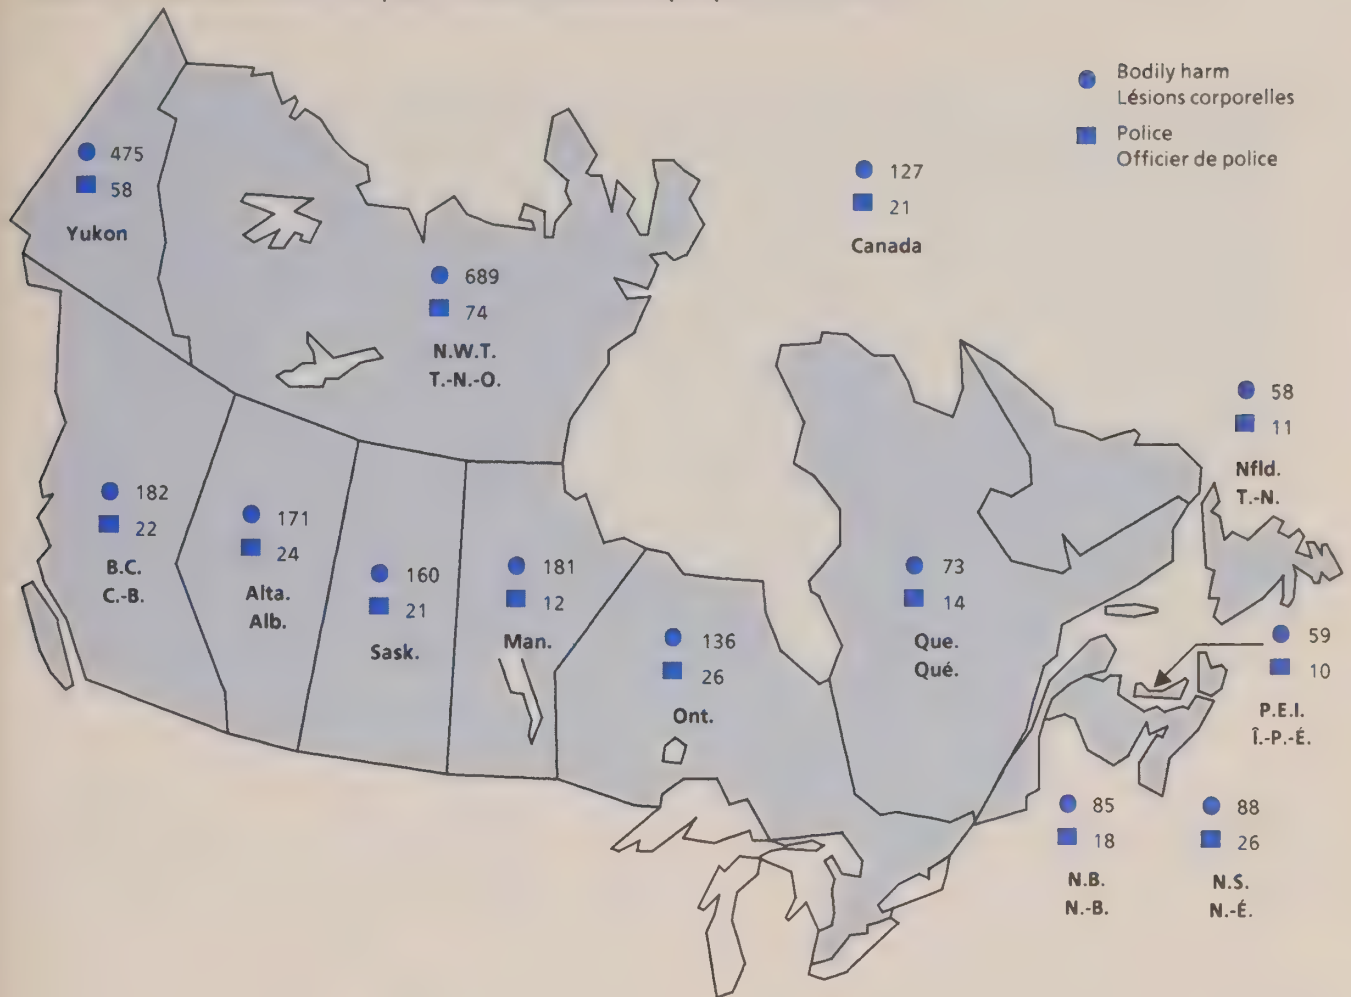 Bodily harm
Lésions corporelles
Police
Officier de police
475
58
Yukon
127
21
Canada
689
74
N.W.T.
T.-N.-O.
58
11
Nfld.
T.-N.
182
22
B.C.
C.-B.
171
24
Alta.
Alb.
160
21
Sask.
181
12
Man.
136
26
Ont.
73
14
Que.
Qué.
59
10
P.E.I.
Î.-P.-É.
85
18
N.B.
N.-B.
88
26
N.S.
N.-É.